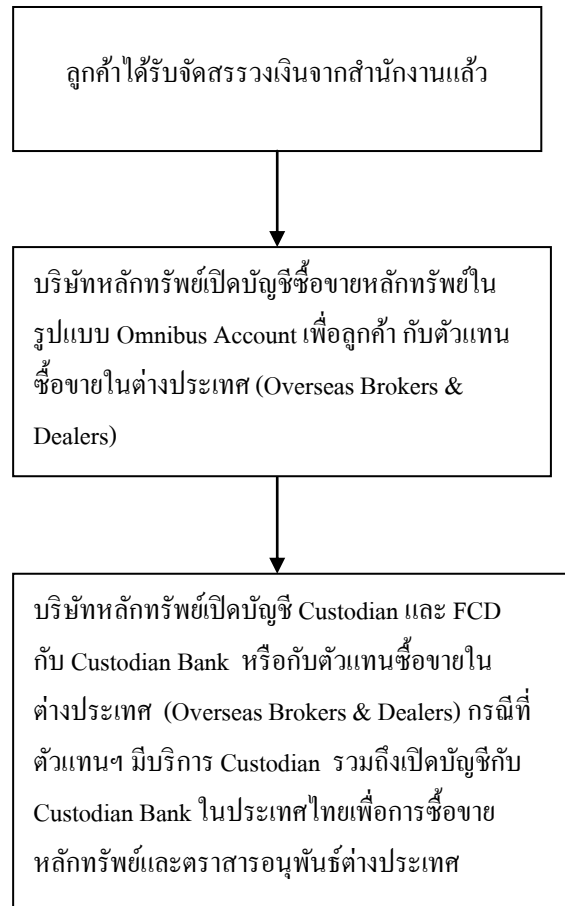 ลูกค้าได้รับจัดสรรวงเงินจากสำนักงานแล้ว
บริษัทหลักทรัพย์เปิดบัญชีซื้อขายหลักทรัพย์ใน
รูปแบบ Omnibus Account เพื่อลูกค้า กับตัวแทน
ซื้อขายในต่างประเทศ (Overseas Brokers &
Dealers)
บริษัทหลักทรัพย์เปิดบัญชี Custodian และ FCD
กับ Custodian Bank หรือกับตัวแทนซื้อขายใน
ต่างประเทศ (Overseas Brokers & Dealers) กรณีที่
ตัวแทนฯ มีบริการ Custodian รวมถึงเปิดบัญชีกับ
Custodian Bank ในประเทศไทยเพื่อการซื้อขาย
หลักทรัพย์และตราสารอนุพันธ์ต่างประเทศ